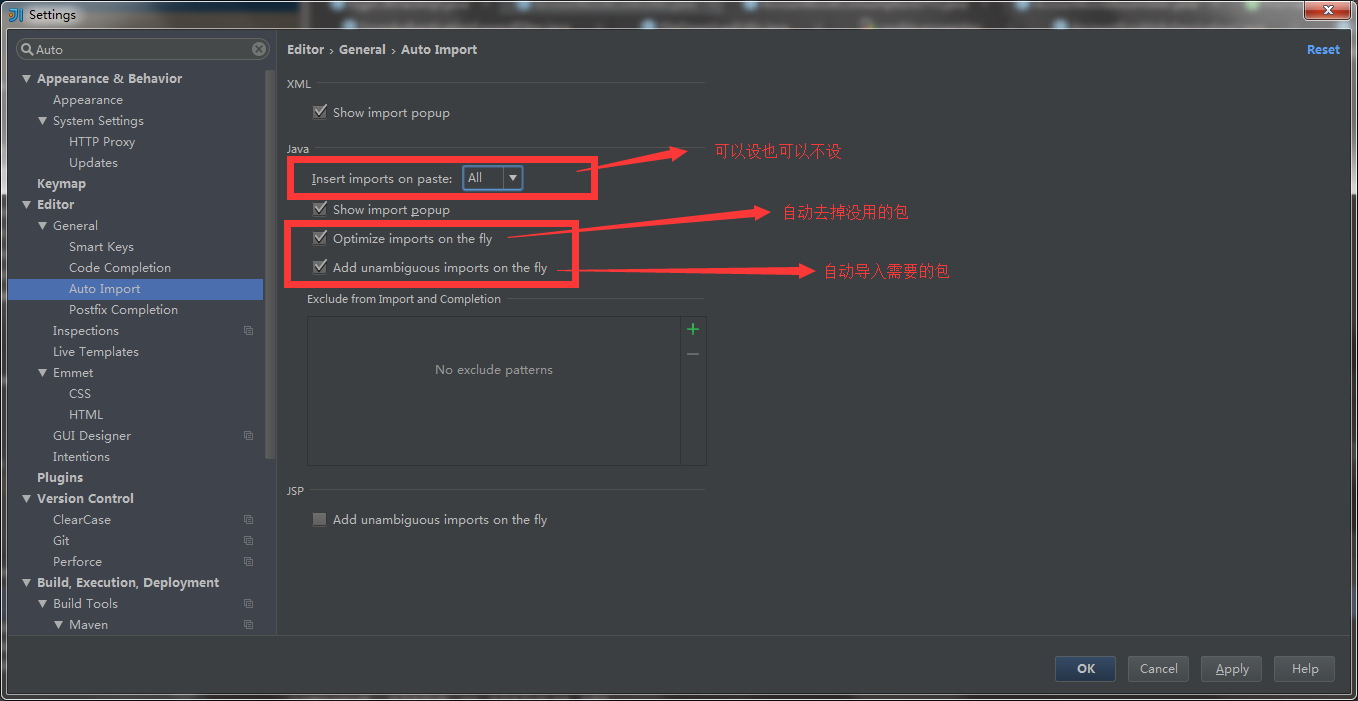 Settings
Auto
Appearance & Behavior
Appearance
System Settings
HTTP Proxy
Updates
Keymap
Editor
General
Smart Keys
Code Completion
Auto Import
Postfix Completion
Inspections
Live Templates
Emmet
CSS
HTML
GUI Designer
Intentions
Plugins
Version Control
ClearCase
Git
Perforce
Build, Execution, Deployment
Build Tools
Maven
Editor › General › Auto Import
Reset
XML
Show import popup
Java
Insert imports on paste: All
可以设也可以不设
Show import popup
Optimize imports on the fly
自动去掉没用的包
Add unambiguous imports on the fly
自动导入需要的包
Exclude from Import and Completion
No exclude patterns
JSP
Add unambiguous imports on the fly
OK
Cancel
Apply
Help